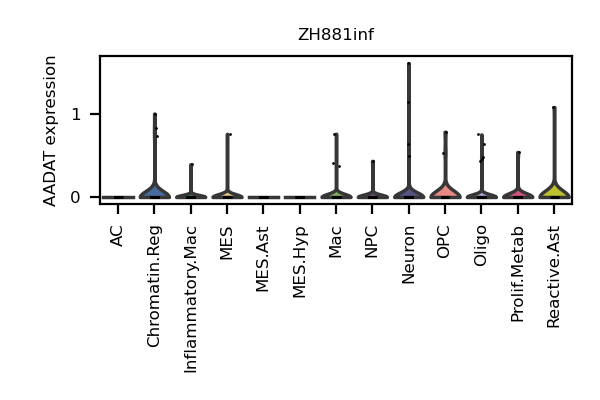 ZH881inf
AADAT expression
1
0
AC
Chromatin.Reg
Inflammatory.Mac
MES
MES.Ast
MES.Hyp
Mac
NPC
Neuron
OPC
Oligo
Prolif.Metab
Reactive.Ast